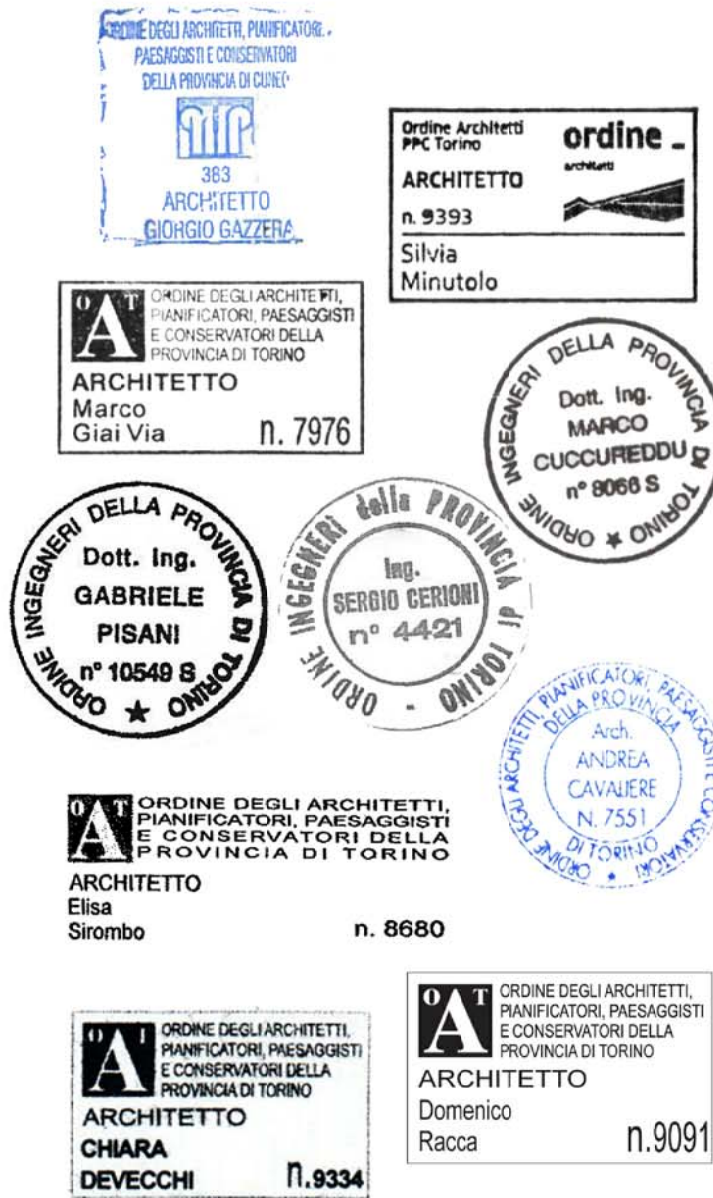 ORDINE DEGLI ARCHITETTI, PIANIFICATORI,
PAESAGGISTI E CONSERVATORI
DELLA PROVINCIA DI CUNEO
383
ARCHITETTO
GIORGIO GAZZERA
Ordine Architetti
PPC Torino
ordine
architetti
ARCHITETTO
n. 9393
Silvia
Minutolo
O A T
ORDINE DEGLI ARCHITETTI,
PIANIFICATORI, PAESAGGISTI
E CONSERVATORI DELLA
PROVINCIA DI TORINO
ARCHITETTO
Marco
Giai Via n. 7976
ORDINE INGEGNERI DELLA PROVINCIA DI TORINO
Dott. Ing.
MARCO
CUCCUREDDU
n° 8066 S
ORDINE INGEGNERI DELLA PROVINCIA DI TORINO
Dott. Ing.
GABRIELE
PISANI
n° 10549 S
ORDINE INGEGNERI della PROVINCIA di TORINO
Ing.
SERGIO CERIONI
n° 4421
ORDINE DEGLI ARCHITETTI, PIANIFICATORI, PAESAGGISTI E CONSERVATORI
DELLA PROVINCIA
Arch.
ANDREA
CAVALIERE
N. 7551
DI TORINO
O A T
ORDINE DEGLI ARCHITETTI,
PIANIFICATORI, PAESAGGISTI
E CONSERVATORI DELLA
PROVINCIA DI TORINO
ARCHITETTO
Elisa
Sirombo n. 8680
O A T
ORDINE DEGLI ARCHITETTI,
PIANIFICATORI, PAESAGGISTI
E CONSERVATORI DELLA
PROVINCIA DI TORINO
ARCHITETTO
CHIARA
DEVECCHI n.9334
O A T
ORDINE DEGLI ARCHITETTI,
PIANIFICATORI, PAESAGGISTI
E CONSERVATORI DELLA
PROVINCIA DI TORINO
ARCHITETTO
Domenico
Racca n.9091